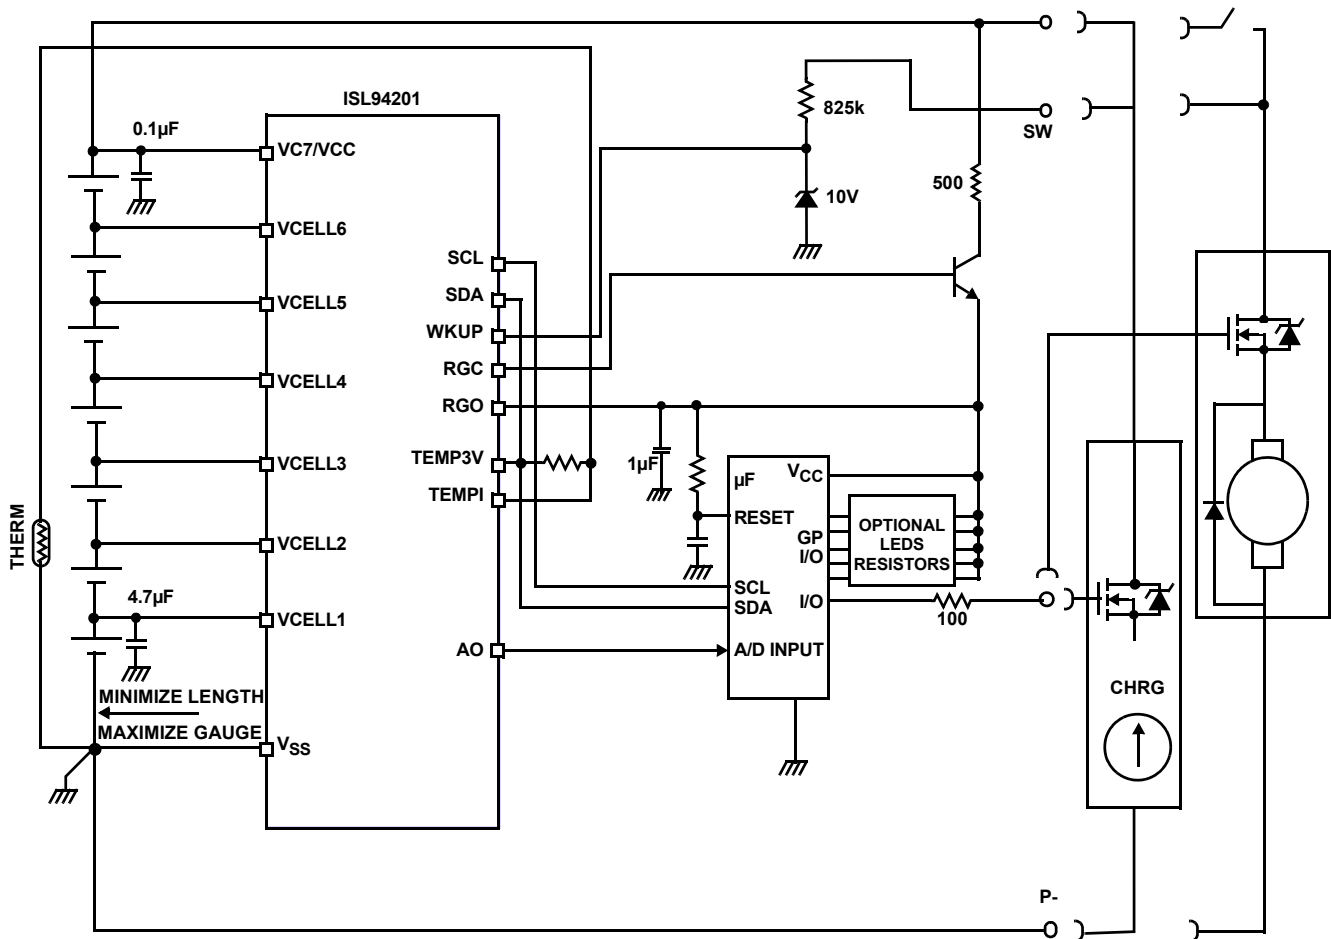 ISL94201
0.1µF
VC7/VCC
VCELL6
VCELL5
VCELL4
VCELL3
VCELL2
4.7µF
VCELL1
MINIMIZE LENGTH
MAXIMIZE GAUGE
VSS
THERM
SCL
SDA
WKUP
RGC
RGO
TEMP3V
TEMPI
AO
825k
10V
SW
500
1µF
µF
VCC
RESET
GP
I/O
SCL
SDA
I/O
A/D INPUT
OPTIONAL
LEDS
RESISTORS
100
CHRG
P-